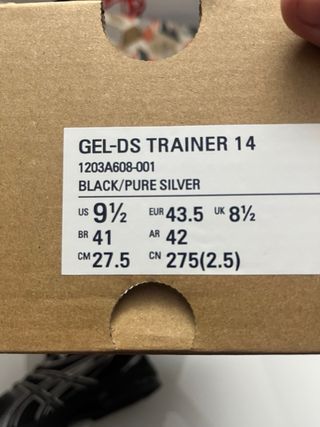 GEL-DS TRAINER 14
1203A608-001
BLACK/PURE SILVER
US 9½ EUR 43.5 UK 8½
BR 41 AR 42
CM 27.5 CN 275(2.5)